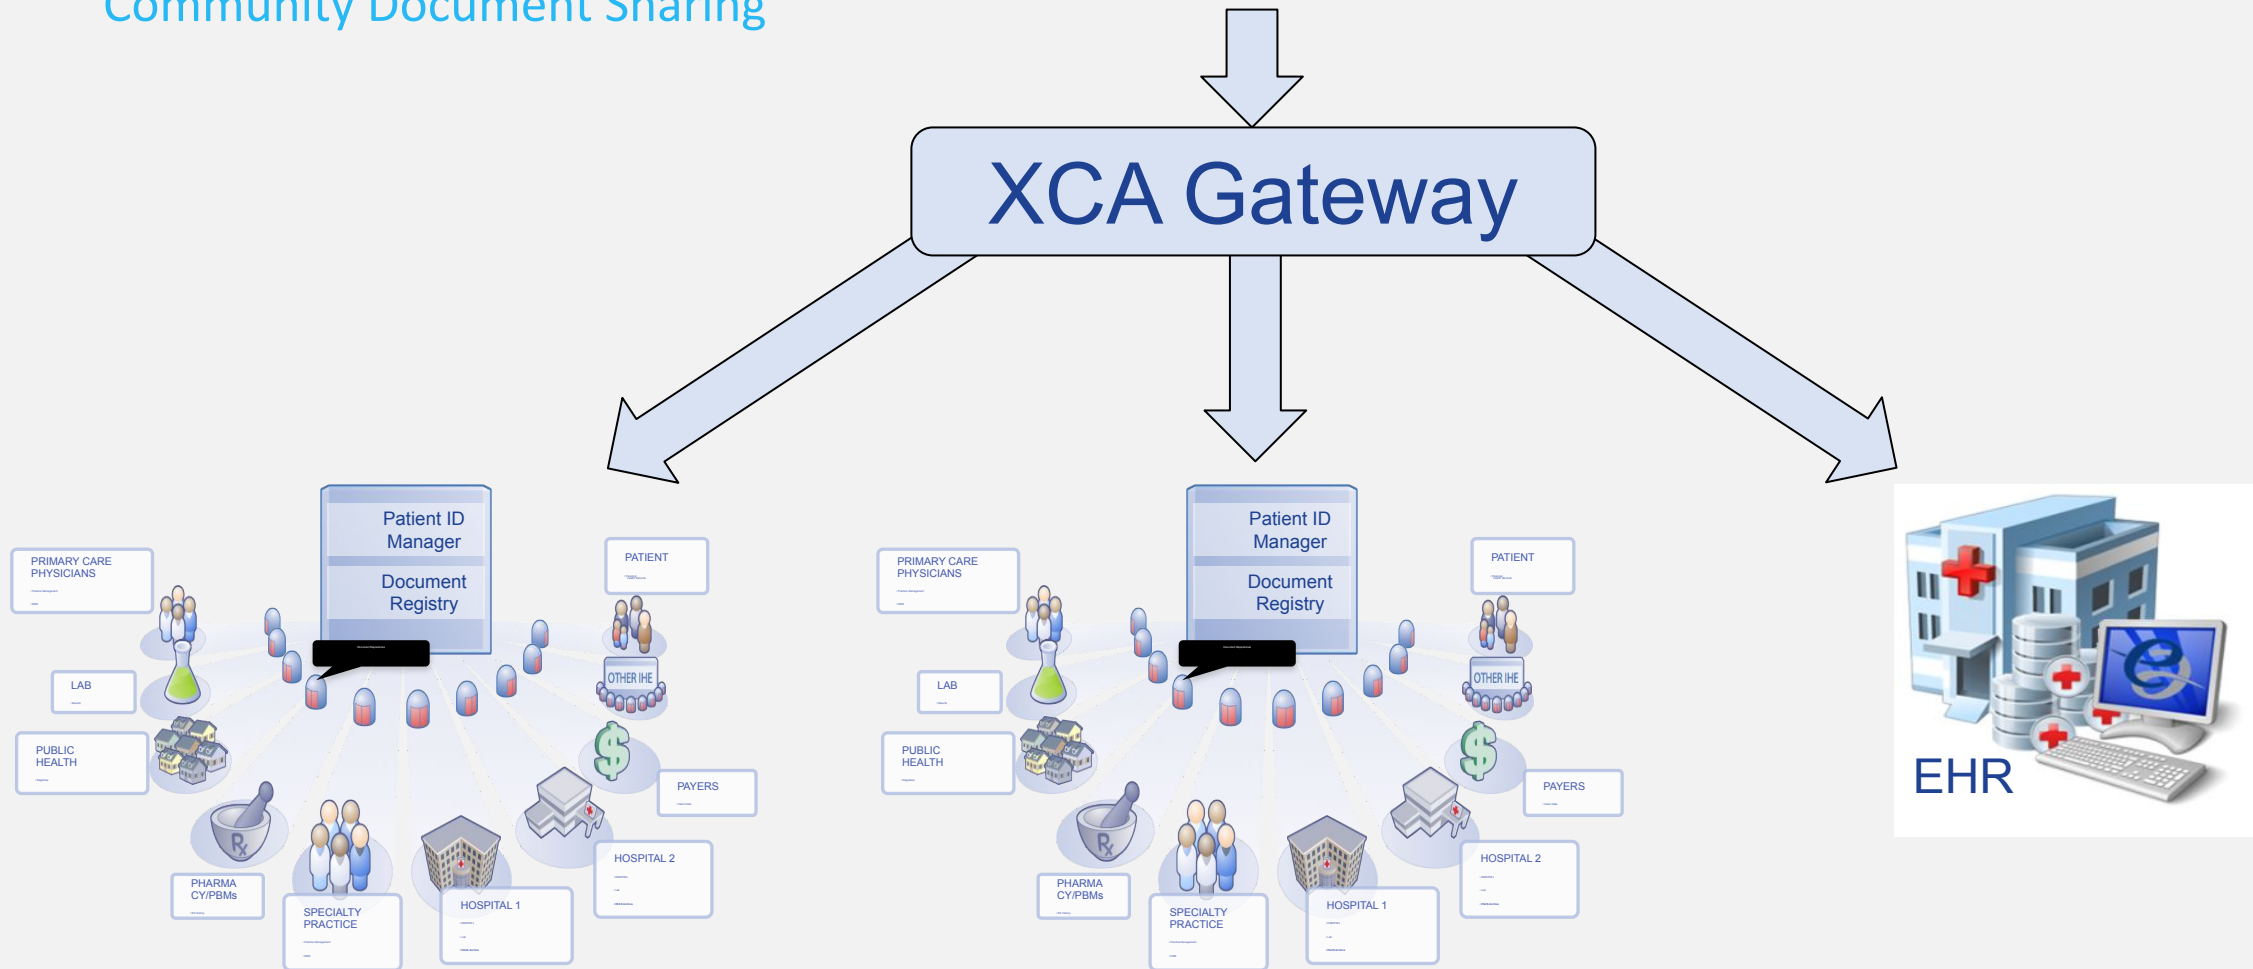 Community Document Sharing
XCA Gateway
Patient ID
Manager
Document
Registry
PRIMARY CARE
PHYSICIANS
LAB
PUBLIC
HEALTH
PHARMA
CY/PBMs
SPECIALTY
PRACTICE
HOSPITAL 1
HOSPITAL 2
PAYERS
OTHER IHE
PATIENT
Patient ID
Manager
Document
Registry
PRIMARY CARE
PHYSICIANS
LAB
PUBLIC
HEALTH
PHARMA
CY/PBMs
SPECIALTY
PRACTICE
HOSPITAL 1
HOSPITAL 2
PAYERS
OTHER IHE
PATIENT
EHR